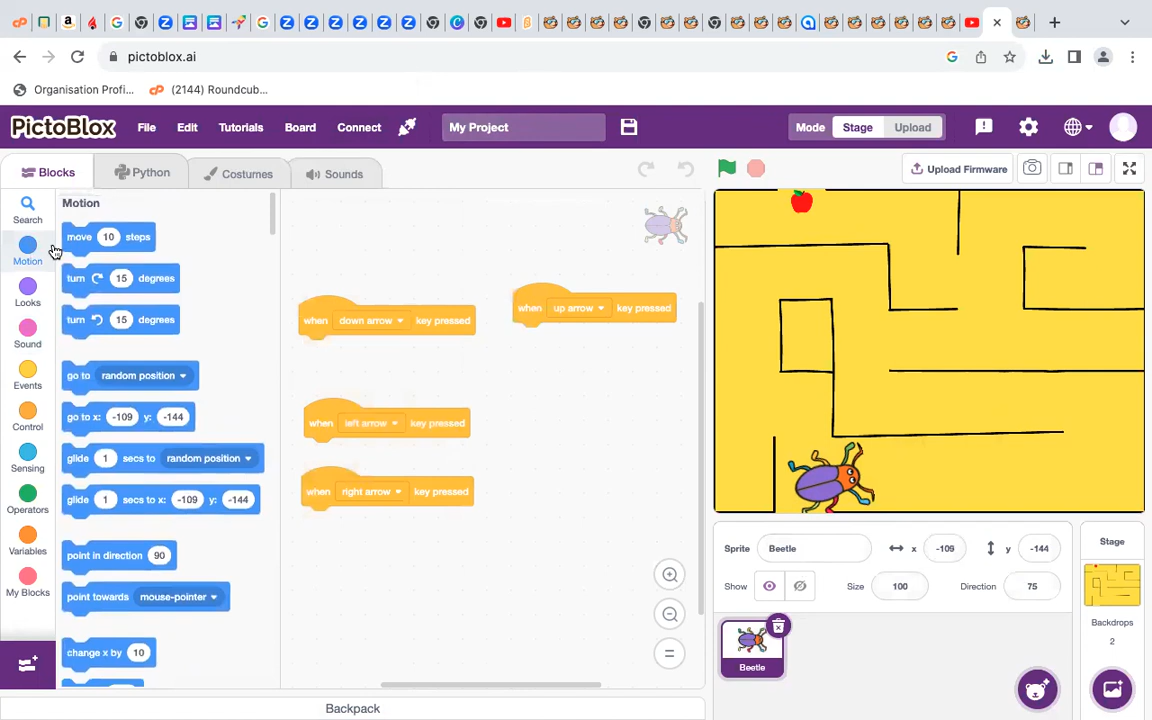 pictoblox.ai
Organisation Profi...
(2144) Roundcub...
PictoBlox
File
Edit
Tutorials
Board
Connect
My Project
Mode
Stage
Upload
Blocks
Python
Costumes
Sounds
Upload Firmware
Search
Motion
Looks
Sound
Events
Control
Sensing
Operators
Variables
My Blocks
Motion
move 10 steps
turn 15 degrees
turn 15 degrees
go to random position
go to x: -109 y: -144
glide 1 secs to random position
glide 1 secs to x: -109 y: -144
point in direction 90
point towards mouse-pointer
change x by 10
when down arrow key pressed
when up arrow key pressed
when left arrow key pressed
when right arrow key pressed
Sprite Beetle x -109 y -144
Show Size 100 Direction 75
Beetle
Stage
Backdrops
2
Backpack